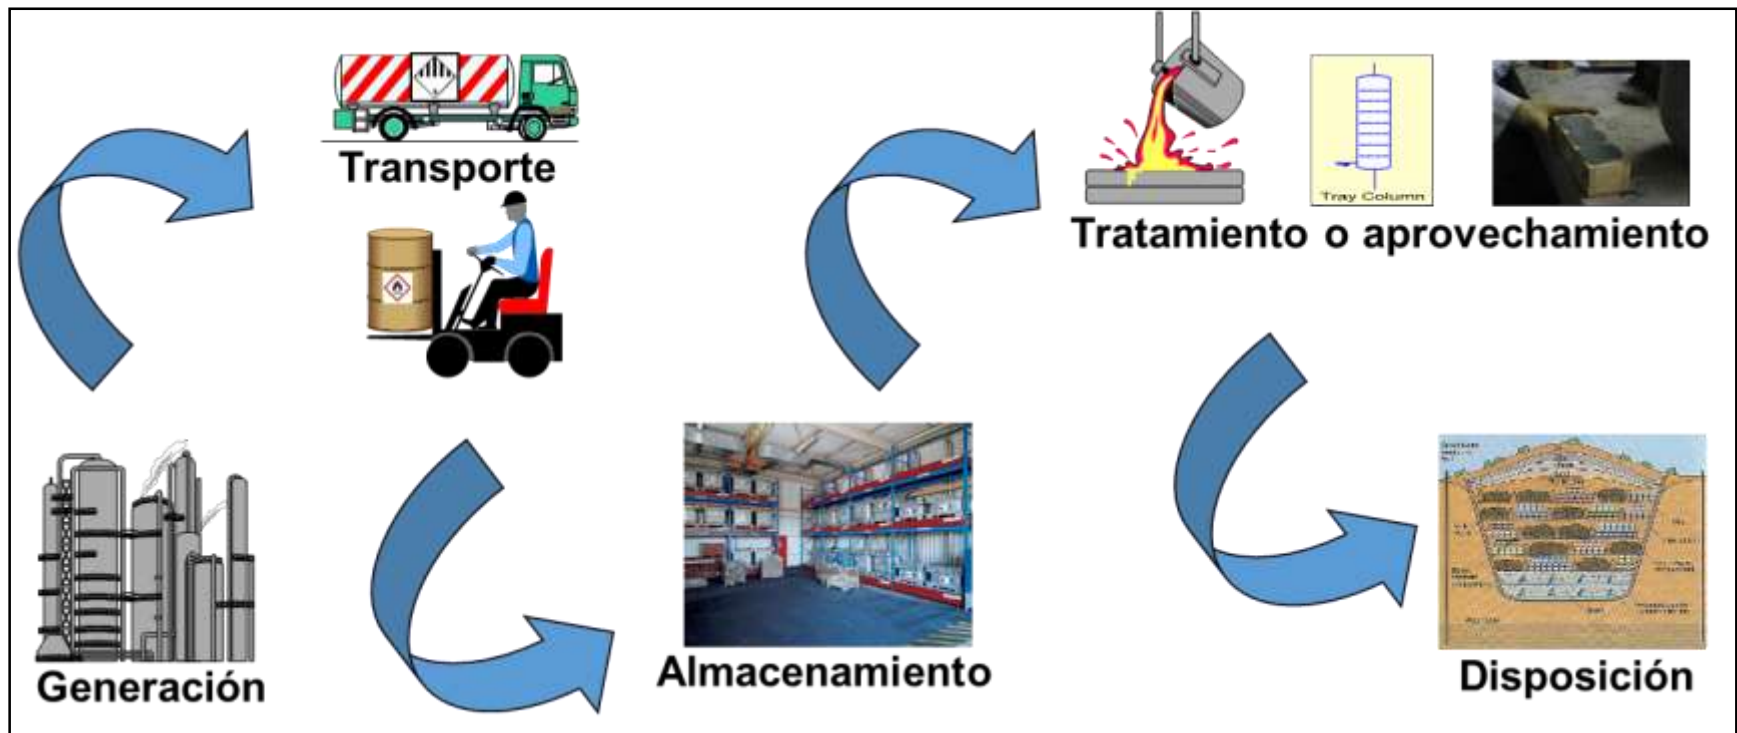 Transporte
Tray Column
Tratamiento o aprovechamiento
Generación
Almacenamiento
Disposición